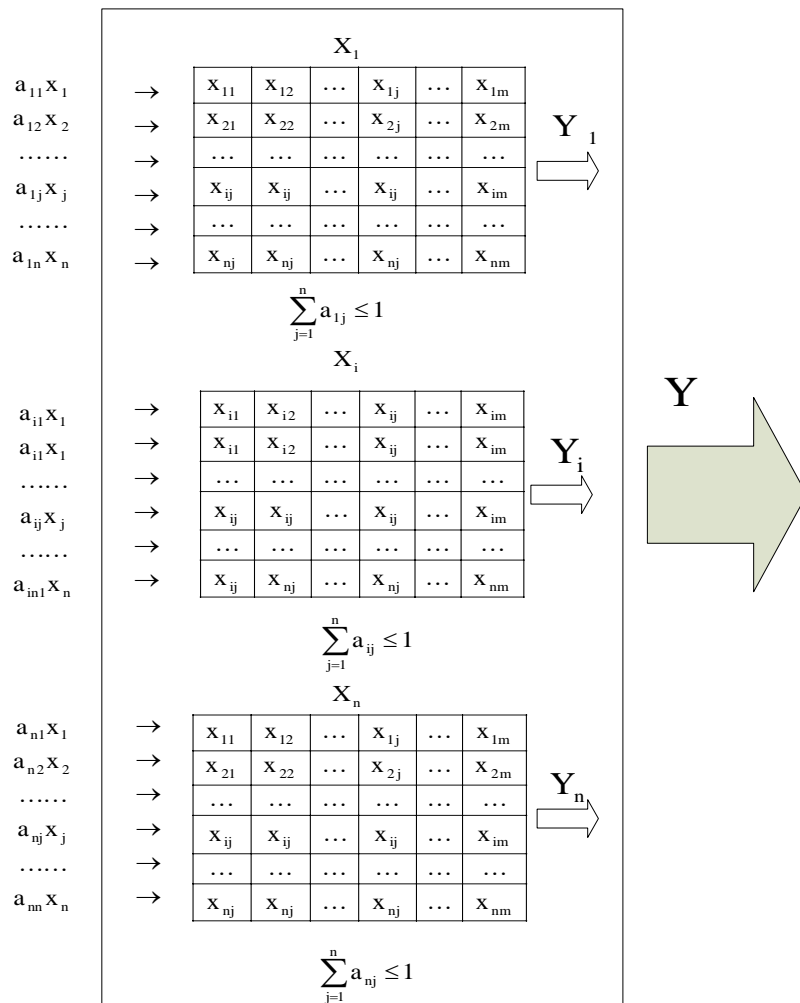 X₁
a₁₁x₁ → x₁₁ x₁₂ … x₁ⱼ … x₁ₘ
a₁₂x₂ → x₂₁ x₂₂ … x₂ⱼ … x₂ₘ
…… → … … … … … …
a₁ⱼxⱼ → xᵢⱼ xᵢⱼ … xᵢⱼ … xᵢₘ
…… → … … … … … …
a₁ₙxₙ → xₙⱼ xₙⱼ … xₙⱼ … xₙₘ
Y ₁
∑ⱼ₌₁ⁿ a₁ⱼ ≤ 1
Xᵢ
aᵢ₁x₁ → xᵢ₁ xᵢ₂ … xᵢⱼ … xᵢₘ
aᵢ₁x₁ → xᵢ₁ xᵢ₂ … xᵢⱼ … xᵢₘ
…… → … … … … … …
aᵢⱼxⱼ → xᵢⱼ xᵢⱼ … xᵢⱼ … xᵢₘ
…… → … … … … … …
aᵢₙ₁xₙ → xᵢⱼ xₙⱼ … xₙⱼ … xₙₘ
Yᵢ
Y
∑ⱼ₌₁ⁿ aᵢⱼ ≤ 1
Xₙ
aₙ₁x₁ → x₁₁ x₁₂ … x₁ⱼ … x₁ₘ
aₙ₂x₂ → x₂₁ x₂₂ … x₂ⱼ … x₂ₘ
…… → … … … … … …
aₙⱼxⱼ → xᵢⱼ xᵢⱼ … xᵢⱼ … xᵢₘ
…… → … … … … … …
aₙₙxₙ → xₙⱼ xₙⱼ … xₙⱼ … xₙₘ
Yₙ
∑ⱼ₌₁ⁿ aₙⱼ ≤ 1